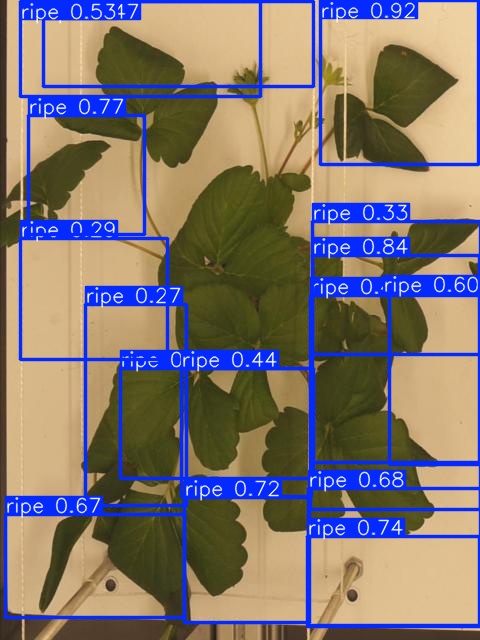 ripe 0.92
ripe 0.77
ripe 0.33
ripe 0.29
ripe 0.84
ripe 0.60
ripe 0.27
ripe 0.44
ripe 0.68
ripe 0.72
ripe 0.67
ripe 0.74